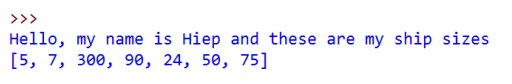 >>>
Hello, my name is Hiep and these are my ship sizes
[5, 7, 300, 90, 24, 50, 75]